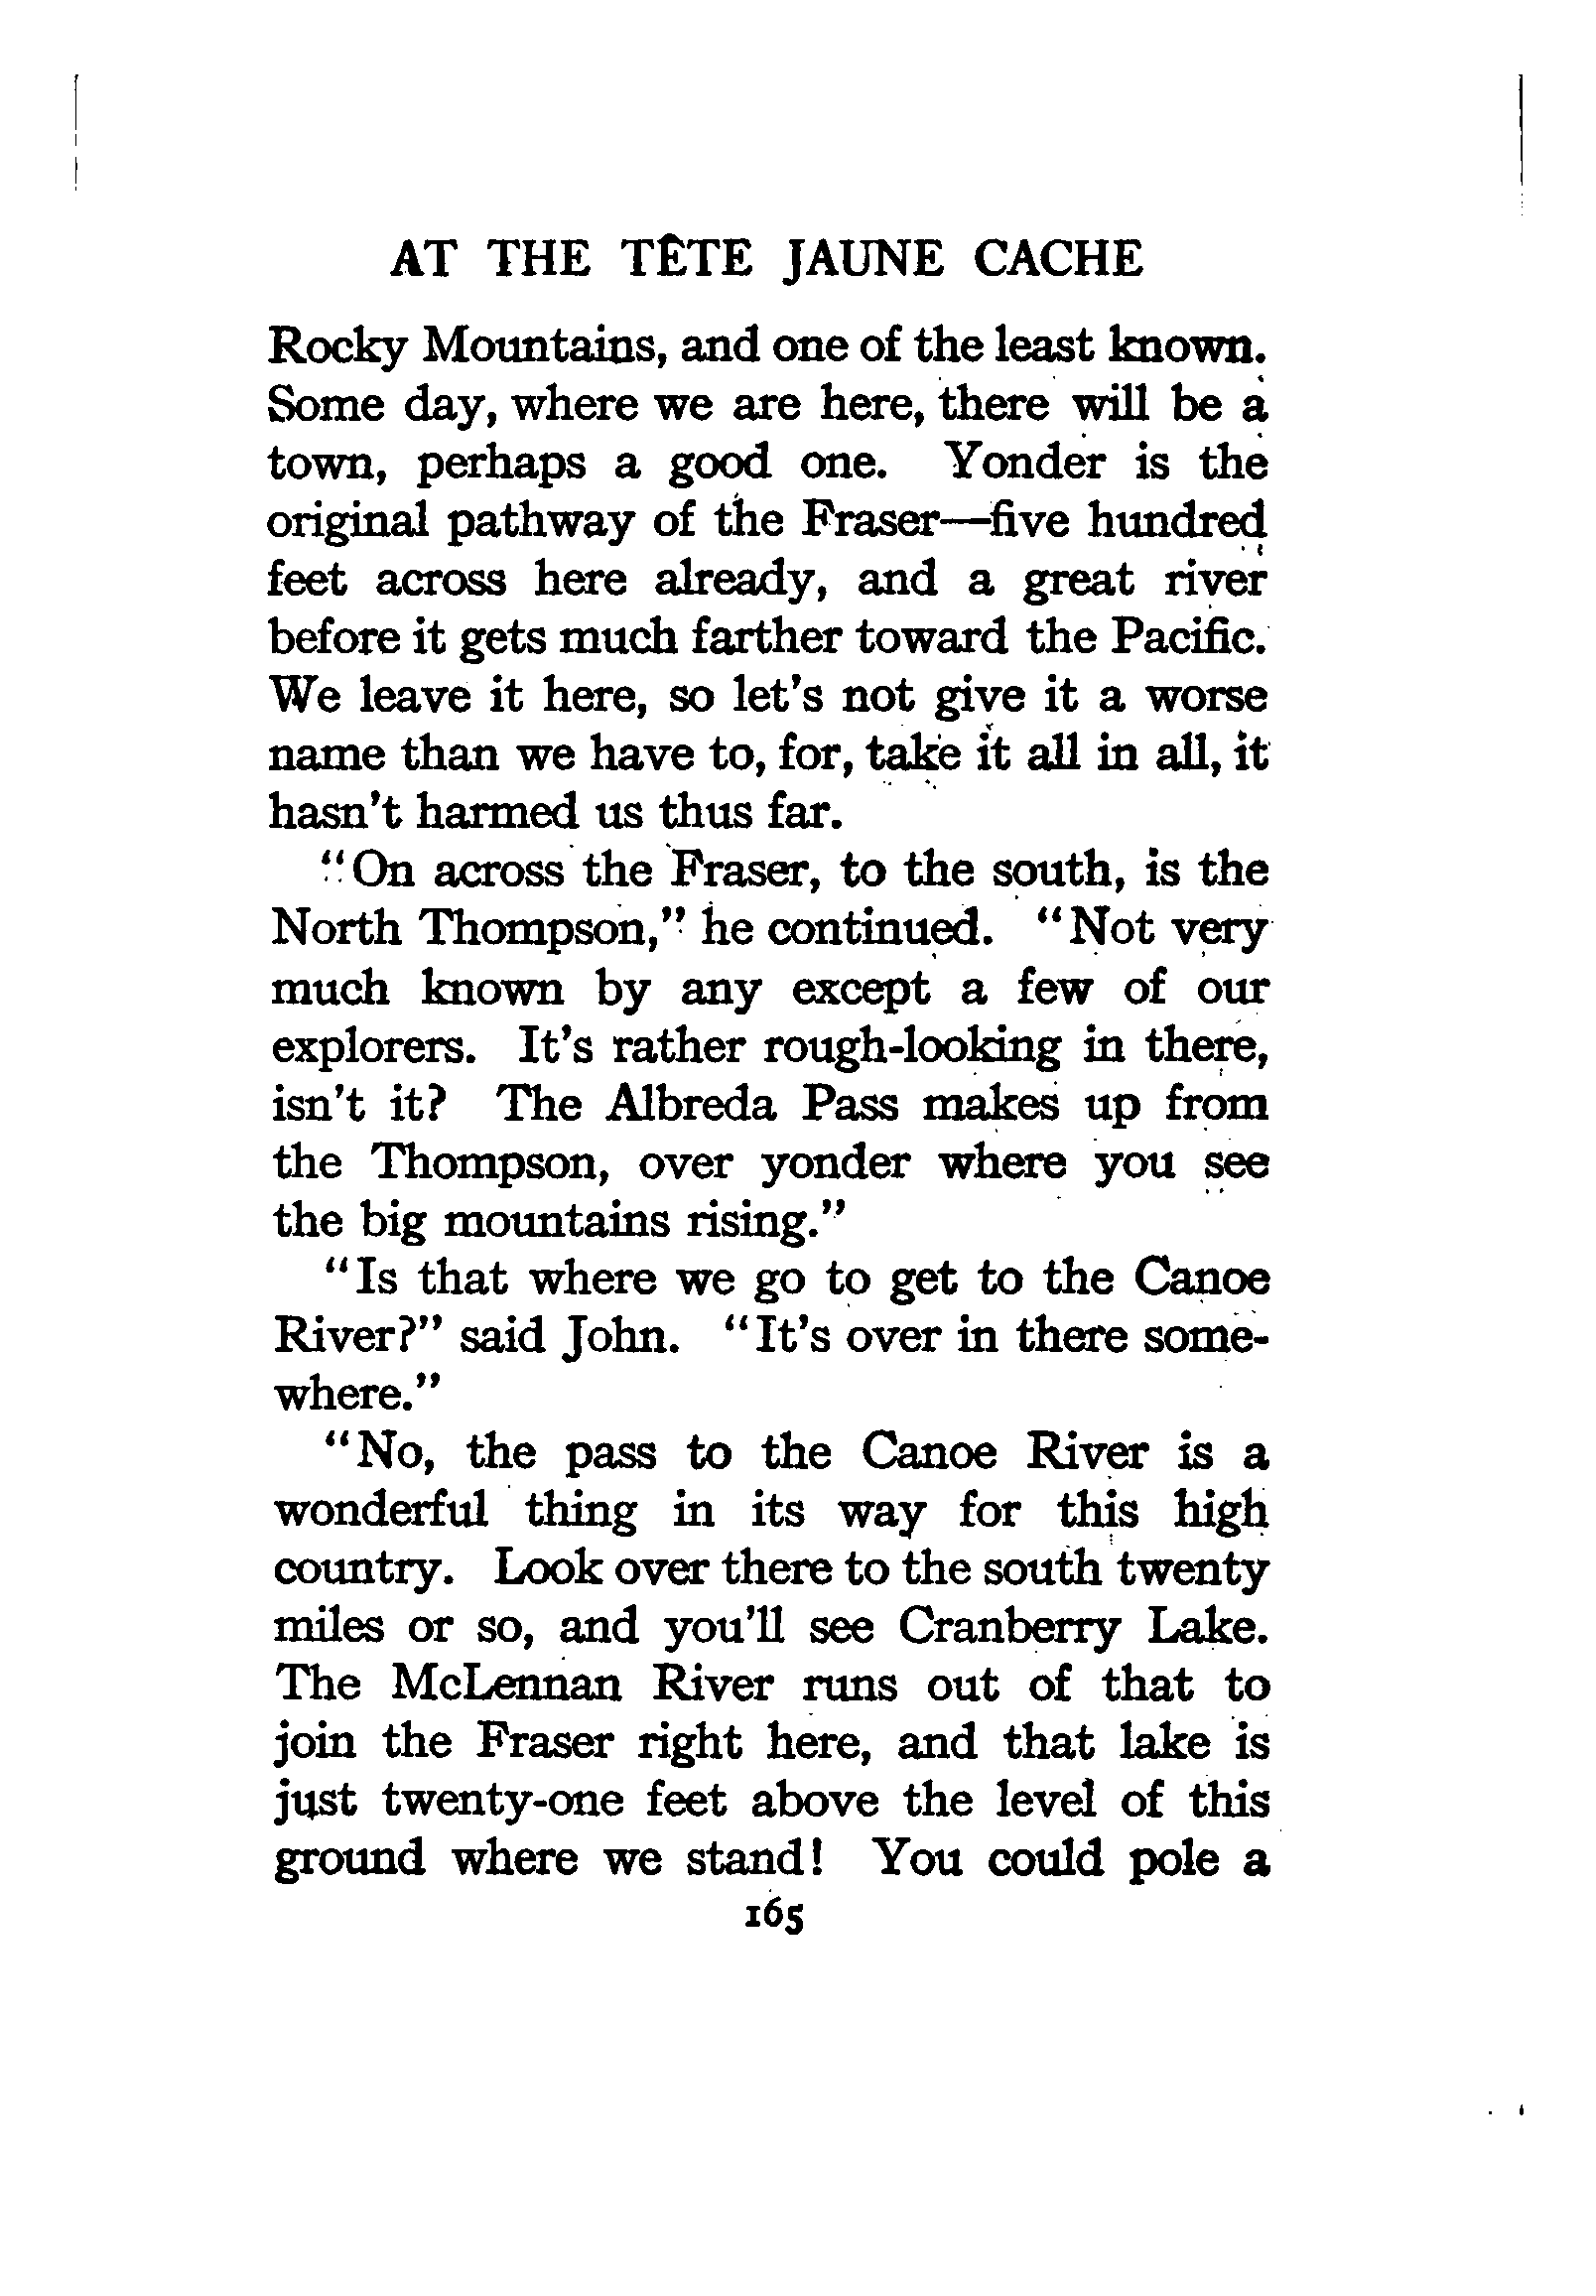 AT THE TÊTE JAUNE CACHE
Rocky Mountains, and one of the least known.
Some day, where we are here, there will be a
town, perhaps a good one. Yonder is the
original pathway of the Fraser—five hundred
feet across here already, and a great river
before it gets much farther toward the Pacific.
We leave it here, so let's not give it a worse
name than we have to, for, take it all in all, it
hasn't harmed us thus far.
"On across the Fraser, to the south, is the
North Thompson," he continued. "Not very
much known by any except a few of our
explorers. It's rather rough-looking in there,
isn't it? The Albreda Pass makes up from
the Thompson, over yonder where you see
the big mountains rising."
"Is that where we go to get to the Canoe
River?" said John. "It's over in there some-
where."
"No, the pass to the Canoe River is a
wonderful thing in its way for this high
country. Look over there to the south twenty
miles or so, and you'll see Cranberry Lake.
The McLennan River runs out of that to
join the Fraser right here, and that lake is
just twenty-one feet above the level of this
ground where we stand! You could pole a
165